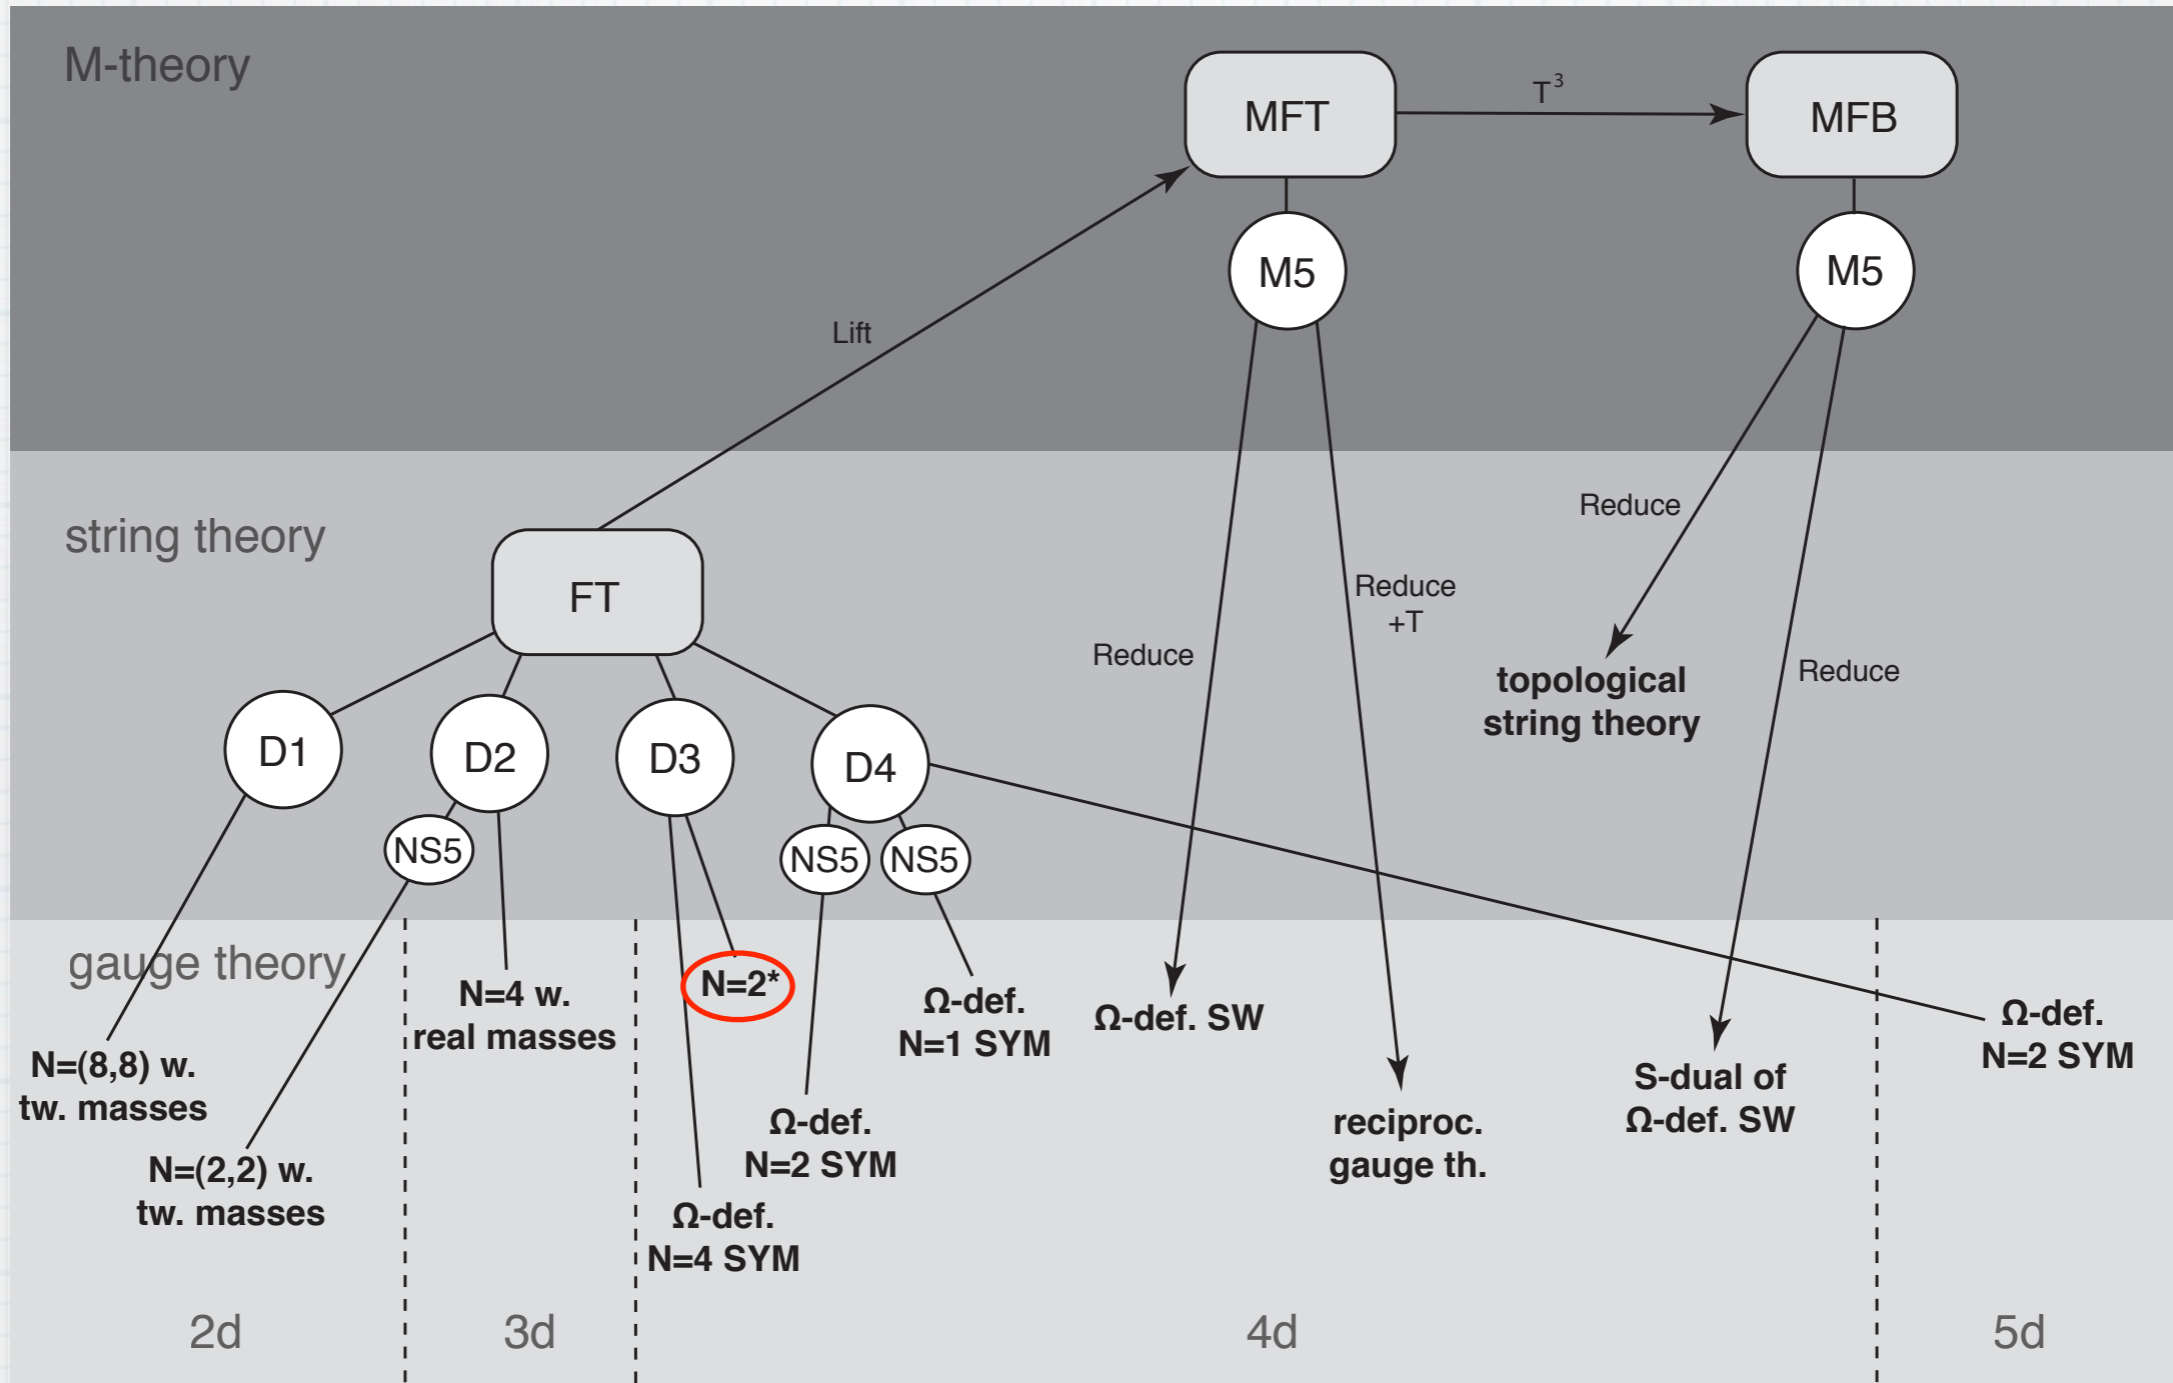 M-theory
MFT
T³
MFB
M5
M5
Lift
string theory
FT
Reduce
Reduce
+T
Reduce
Reduce
topological
string theory
D1
D2
D3
D4
NS5
NS5
NS5
gauge theory
N=2*
N=4 w.
real masses
Ω-def.
N=1 SYM
Ω-def. SW
Ω-def.
N=2 SYM
N=(8,8) w.
tw. masses
S-dual of
Ω-def. SW
Ω-def.
N=2 SYM
reciproc.
gauge th.
N=(2,2) w.
tw. masses
Ω-def.
N=4 SYM
2d
3d
4d
5d